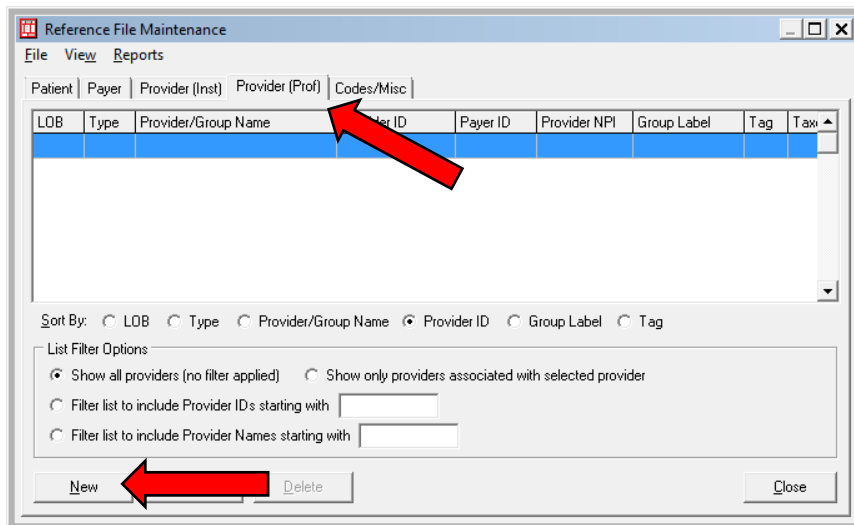 Reference File Maintenance
File View Reports
Patient Payer Provider (Inst) Provider (Prof) Codes/Misc
LOB Type Provider/Group Name ID Payer ID Provider NPI Group Label Tag
Sort By: LOB Type Provider/Group Name Provider ID Group Label Tag
List Filter Options
Show all providers (no filter applied) Show only providers associated with selected provider
Filter list to include Provider IDs starting with
Filter list to include Provider Names starting with
New Delete Close